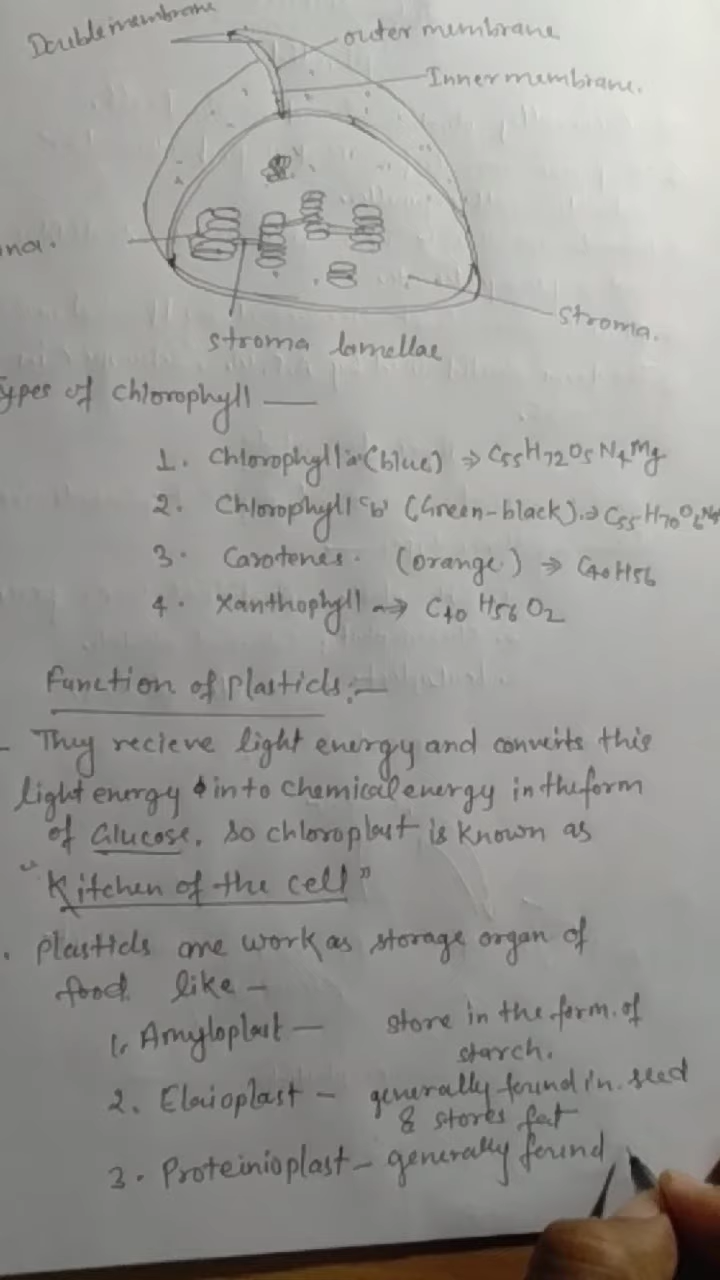 Double membrane
outer membrane
Inner membrane.
stroma.
stroma lamellae
Types of chlorophyll —
1. Chlorophyll 'a' (blue) ⇒ C55H72O5N4Mg
2. Chlorophyll 'b' (Green-black). ⇒ C55H70O6N4
3. Carotenes. (orange) ⇒ C40H56
4. Xanthophyll ⇒ C40H56O2
Function of plastids:—
- They recieve light energy and converts this
light energy into chemical energy in the form
of Glucose. so chloroplast is known as
"Kitchen of the cell"
. plastids are work as storage organ of
food like –
1. Amyloplast – store in the form of
starch.
2. Elaioplast – generally found in seed
& stores fat
3. Proteinioplast – generally found